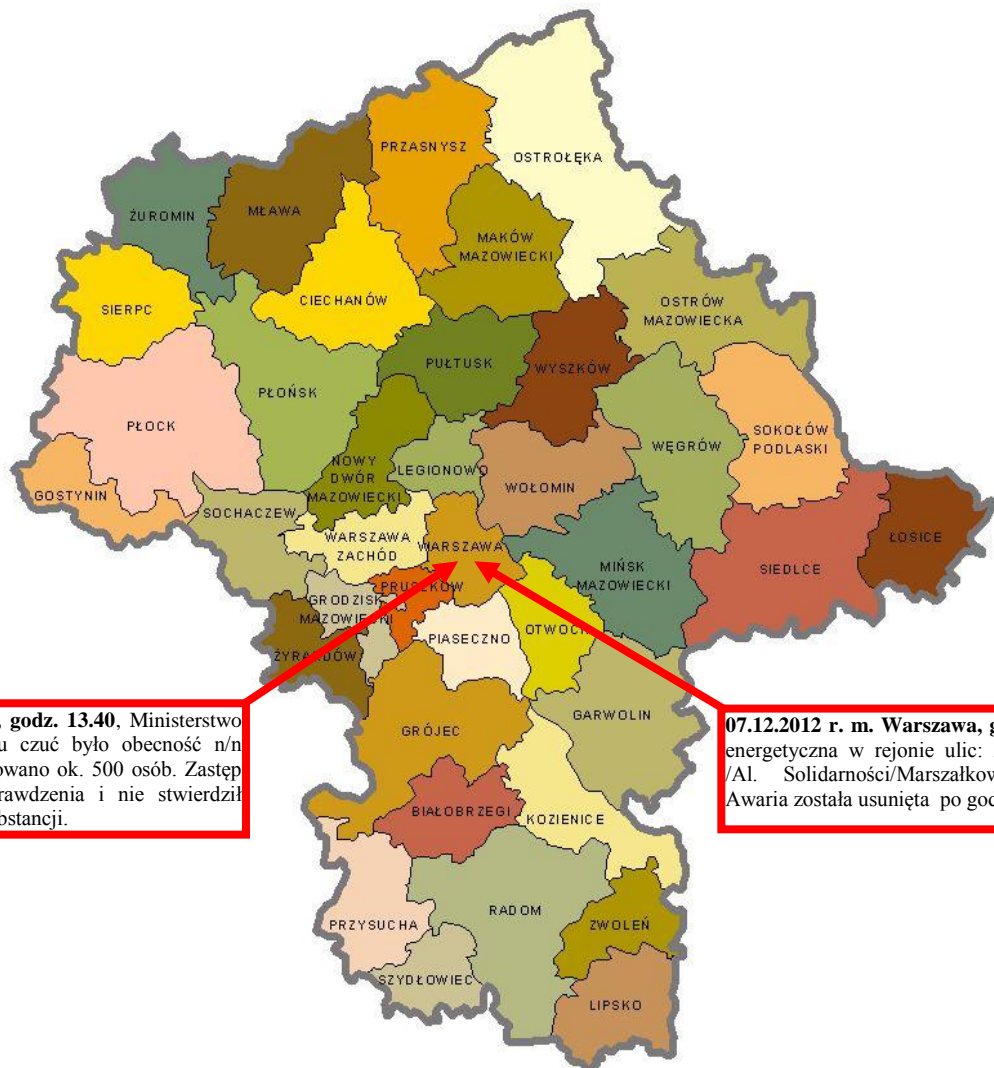 PRZASNYSZ
OSTROŁĘKA
ŻUROMIN
MŁAWA
MAKÓW
MAZOWIECKI
SIERPC
CIECHANÓW
OSTRÓW
MAZOWIECKA
PŁOŃSK
PUŁTUSK
WYSZKÓW
PŁOCK
SOKOŁÓW
PODLASKI
WĘGRÓW
NOWY
DWÓR
MAZOWIECKI
LEGIONOWO
WOŁOMIN
GOSTYNIN
SOCHACZEW
WARSZAWA
ZACHÓD
WARSZAWA
MIŃSK
MAZOWIECKI
SIEDLCE
ŁOSICE
PRUSZKÓW
GRODZISK
MAZOWIECKI
PIASECZNO
OTWOCK
ŻYRARDÓW
GARWOLIN
GRÓJEC
, godz. 13.40, Ministerstwo
u czuć było obecność n/n
owano ok. 500 osób. Zastęp
rawdzenia i nie stwierdził
bstancji.
07.12.2012 r. m. Warszawa, g
energetyczna w rejonie ulic:
/Al. Solidarności/Marszałkow
Awaria została usunięta po god
BIAŁOBRZEGI
KOZIENICE
PRZYSUCHA
RADOM
ZWOLEŃ
SZYDŁOWIEC
LIPSKO